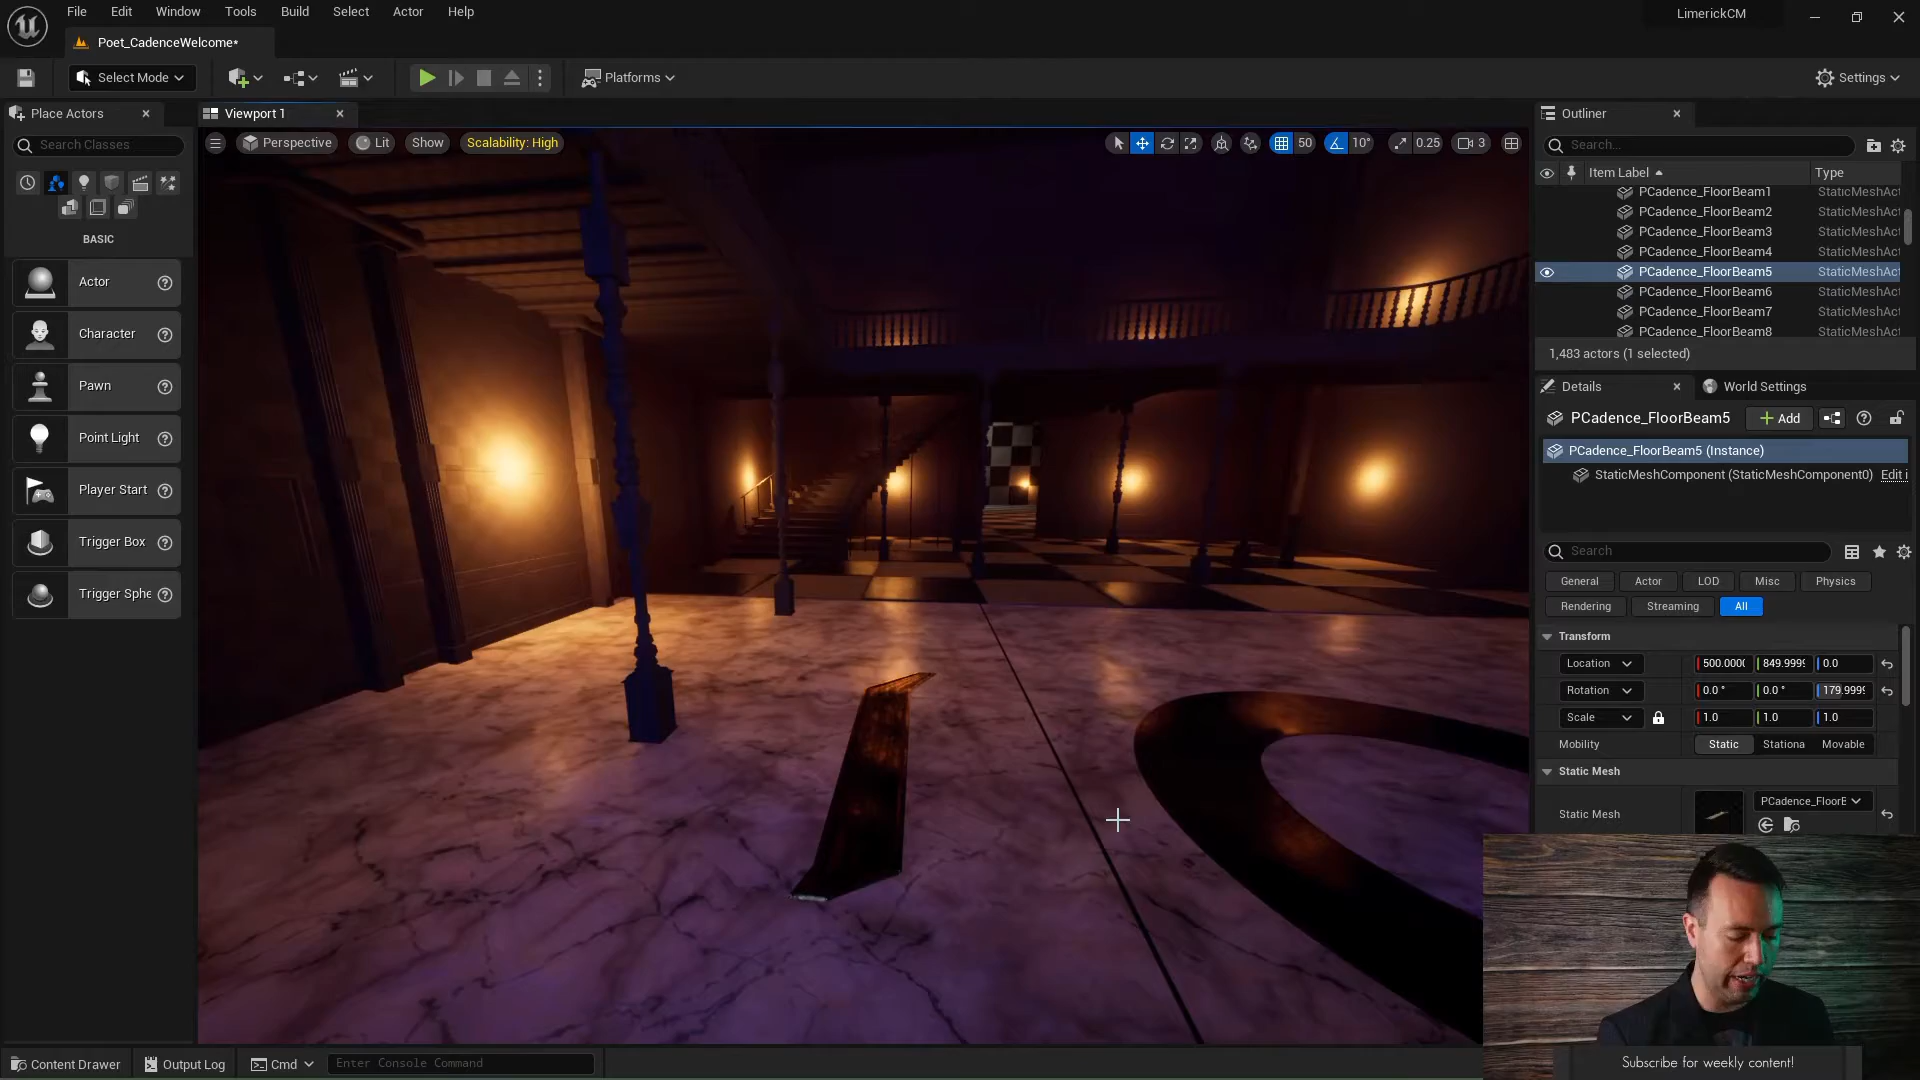 File Edit Window Tools Build Select Actor Help
LimerickCM
Poet_CadenceWelcome*
Select Mode
Platforms
Settings
Place Actors
Viewport 1
Outliner
Search Classes
Perspective Lit Show Scalability: High
50 10° 0.25 3
Search...
Item Label Type
PCadence_FloorBeam1 StaticMeshAct
PCadence_FloorBeam2 StaticMeshAct
PCadence_FloorBeam3 StaticMeshAct
PCadence_FloorBeam4 StaticMeshAct
PCadence_FloorBeam5 StaticMeshAct
PCadence_FloorBeam6 StaticMeshAct
PCadence_FloorBeam7 StaticMeshAct
PCadence_FloorBeam8 StaticMeshAct
1,483 actors (1 selected)
BASIC
Actor
Character
Pawn
Point Light
Player Start
Trigger Box
Trigger Sphe
Details World Settings
PCadence_FloorBeam5 Add
PCadence_FloorBeam5 (Instance)
StaticMeshComponent (StaticMeshComponent0) Edit i
Search
General Actor LOD Misc Physics
Rendering Streaming All
Transform
Location 500.000 849.999 0.0
Rotation 0.0 ° 0.0 ° 179.999
Scale 1.0 1.0 1.0
Mobility Static Stationa Movable
Static Mesh
Static Mesh PCadence_FloorE
Content Drawer Output Log Cmd Enter Console Command
Subscribe for weekly content!